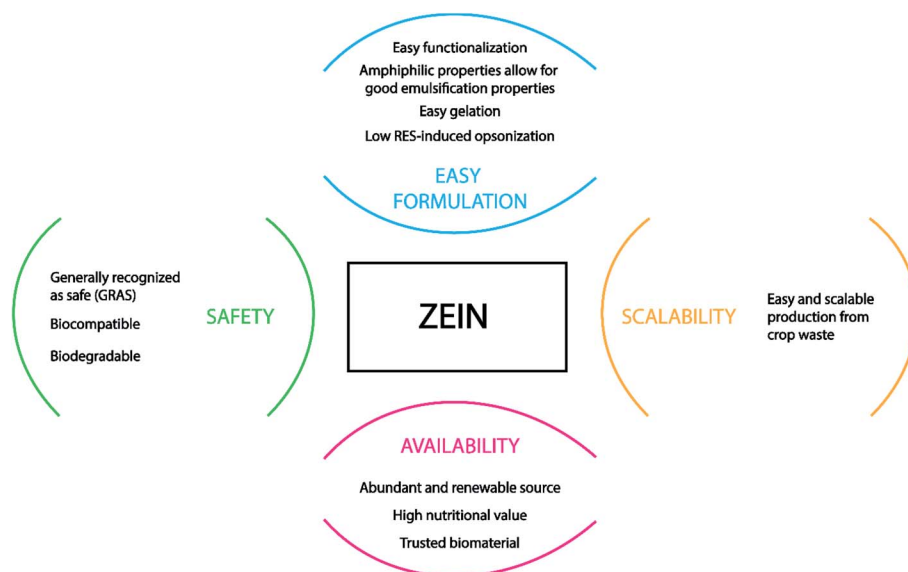 Easy functionalization
Amphiphilic properties allow for
good emulsification properties
Easy gelation
Low RES-induced opsonization
EASY
FORMULATION
Generally recognized
as safe (GRAS)
Biocompatible
Biodegradable
SAFETY
ZEIN
SCALABILITY
Easy and scalable
production from
crop waste
AVAILABILITY
Abundant and renewable source
High nutritional value
Trusted biomaterial